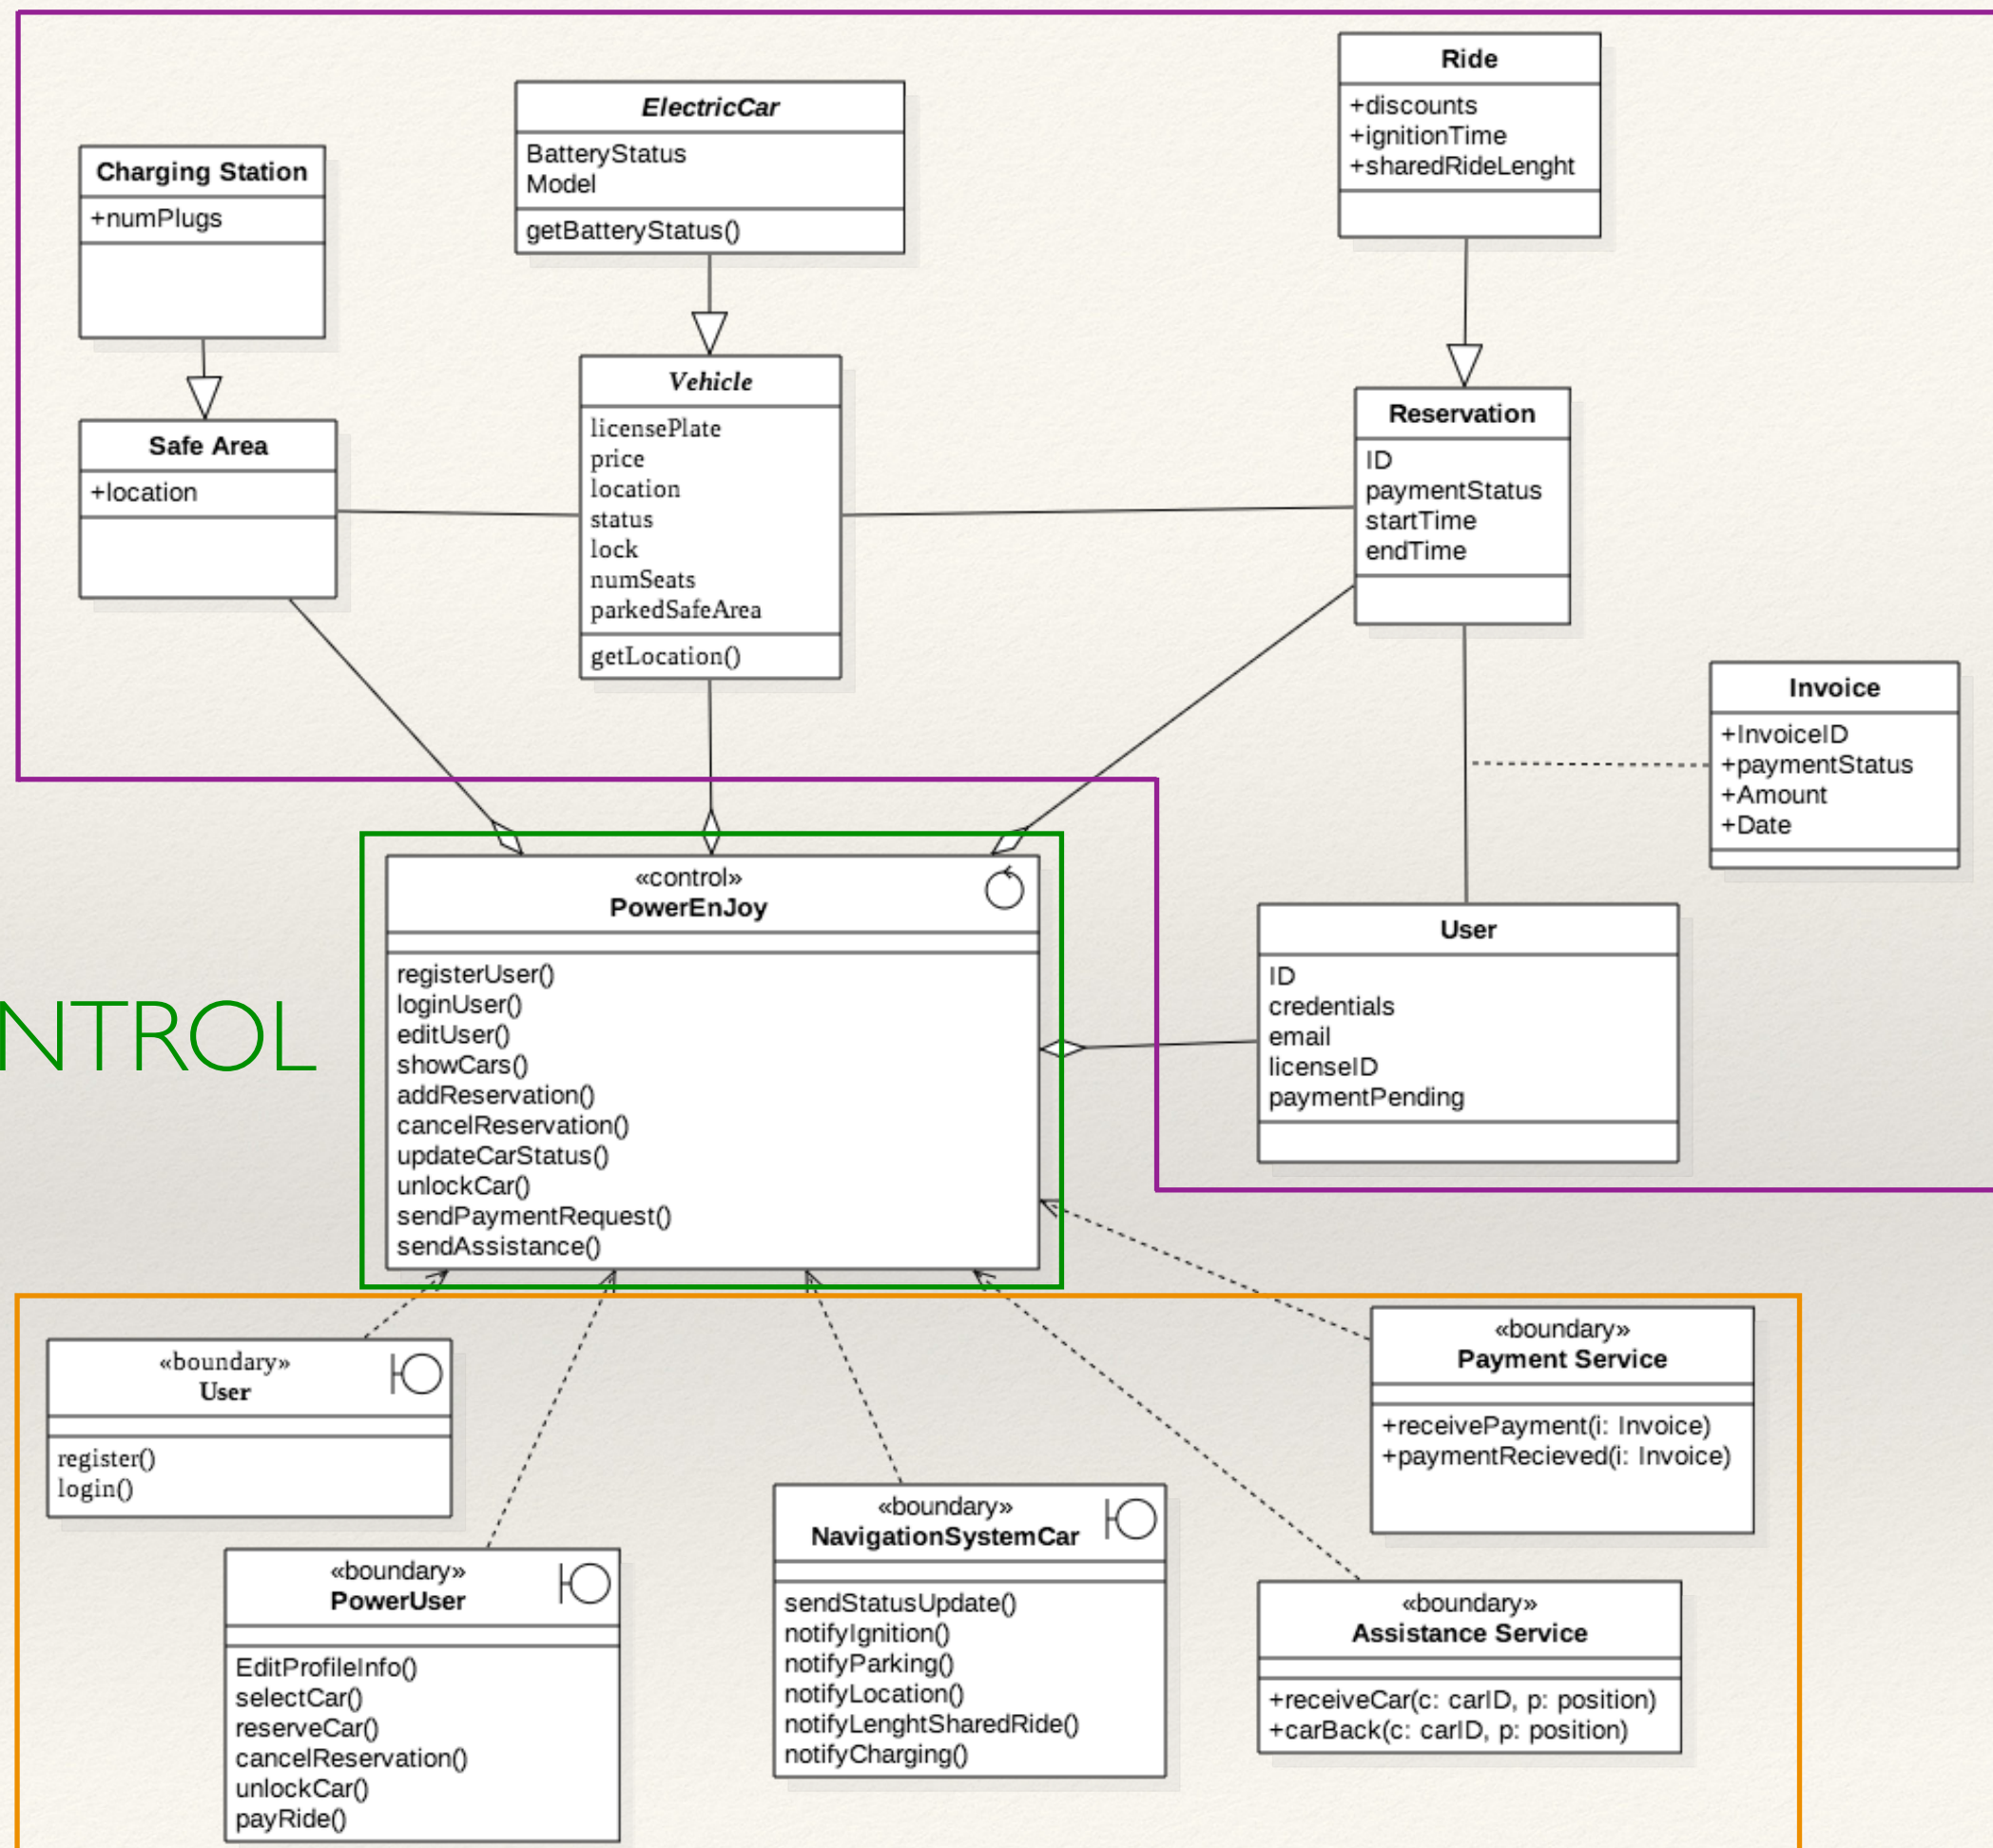 Ride
+discounts
+ignitionTime
+sharedRideLenght
ElectricCar
BatteryStatus
Model
getBatteryStatus()
Charging Station
+numPlugs
Vehicle
licensePlate
price
location
status
lock
numSeats
parkedSafeArea
getLocation()
Reservation
ID
paymentStatus
startTime
endTime
Safe Area
+location
Invoice
+InvoiceID
+paymentStatus
+Amount
+Date
«control»
PowerEnJoy
registerUser()
loginUser()
editUser()
showCars()
addReservation()
cancelReservation()
updateCarStatus()
unlockCar()
sendPaymentRequest()
sendAssistance()
User
ID
credentials
email
licenseID
paymentPending
NTROL
«boundary»
User
register()
login()
«boundary»
Payment Service
+receivePayment(i: Invoice)
+paymentRecieved(i: Invoice)
«boundary»
PowerUser
EditProfileInfo()
selectCar()
reserveCar()
cancelReservation()
unlockCar()
payRide()
«boundary»
NavigationSystemCar
sendStatusUpdate()
notifyIgnition()
notifyParking()
notifyLocation()
notifyLenghtSharedRide()
notifyCharging()
«boundary»
Assistance Service
+receiveCar(c: carID, p: position)
+carBack(c: carID, p: position)